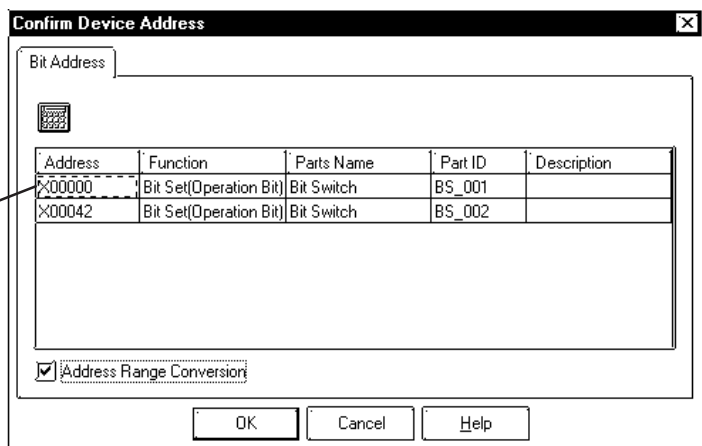 Confirm Device Address
Bit Address
Address Function Parts Name Part ID Description
X00000 Bit Set(Operation Bit) Bit Switch BS_001
X00042 Bit Set(Operation Bit) Bit Switch BS_002
Address Range Conversion
OK Cancel Help